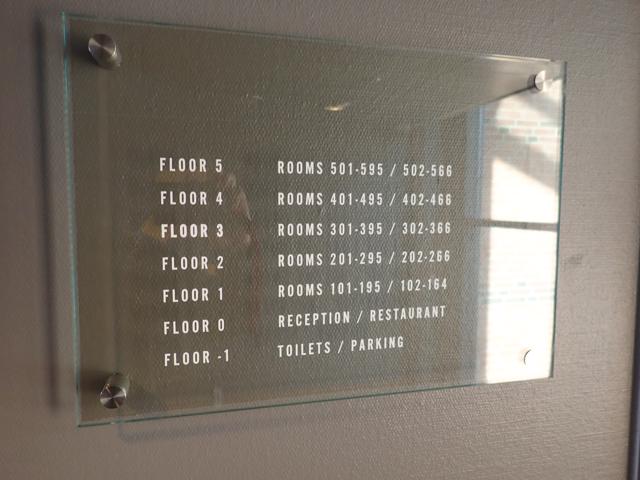 FLOOR 5 ROOMS 501-595 / 502-566
FLOOR 4 ROOMS 401-495 / 402-466
FLOOR 3 ROOMS 301-395 / 302-366
FLOOR 2 ROOMS 201-295 / 202-266
FLOOR 1 ROOMS 101-195 / 102-164
FLOOR 0 RECEPTION / RESTAURANT
FLOOR -1 TOILETS / PARKING